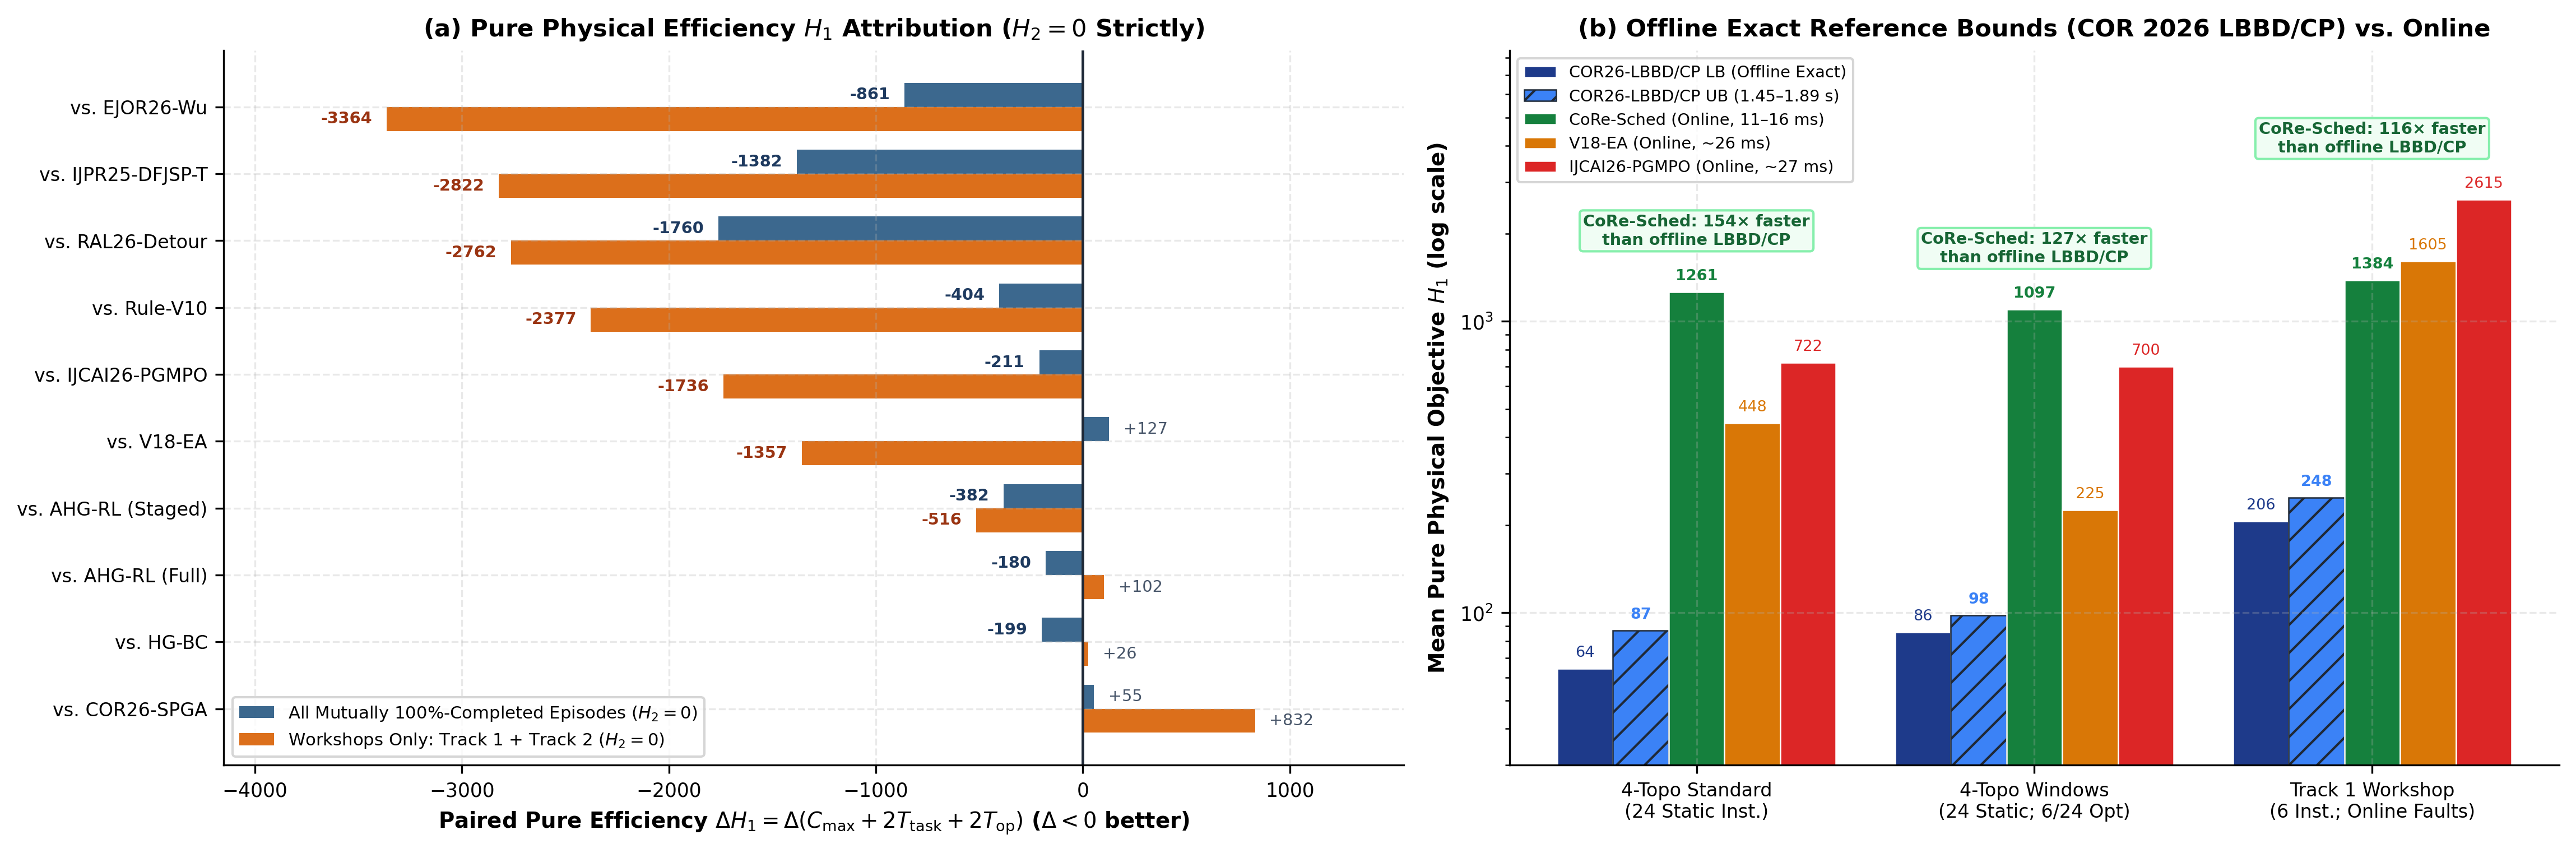 (a) Pure Physical Efficiency H₁ Attribution (H₂ = 0 Strictly)
vs. EJOR26-Wu
-861
-3364
vs. IJPR25-DFJSP-T
-1382
-2822
vs. RAL26-Detour
-1760
-2762
vs. Rule-V10
-404
-2377
vs. IJCAI26-PGMPO
-211
-1736
vs. V18-EA
+127
-1357
vs. AHG-RL (Staged)
-382
-516
vs. AHG-RL (Full)
-180
+102
vs. HG-BC
-199
+26
vs. COR26-SPGA
+55
+832
All Mutually 100%-Completed Episodes (H₂ = 0)
Workshops Only: Track 1 + Track 2 (H₂ = 0)
−4000 −3000 −2000 −1000 0 1000
Paired Pure Efficiency ΔH₁ = Δ(C_max + 2T_task + 2T_op) (Δ < 0 better)
(b) Offline Exact Reference Bounds (COR 2026 LBBD/CP) vs. Online
Mean Pure Physical Objective H₁ (log scale)
10³
10²
COR26-LBBD/CP LB (Offline Exact)
COR26-LBBD/CP UB (1.45–1.89 s)
CoRe-Sched (Online, 11–16 ms)
V18-EA (Online, ~26 ms)
IJCAI26-PGMPO (Online, ~27 ms)
CoRe-Sched: 154× faster
than offline LBBD/CP
64
87
1261
448
722
CoRe-Sched: 127× faster
than offline LBBD/CP
86
98
1097
225
700
CoRe-Sched: 116× faster
than offline LBBD/CP
206
248
1384
1605
2615
4-Topo Standard
(24 Static Inst.)
4-Topo Windows
(24 Static; 6/24 Opt)
Track 1 Workshop
(6 Inst.; Online Faults)